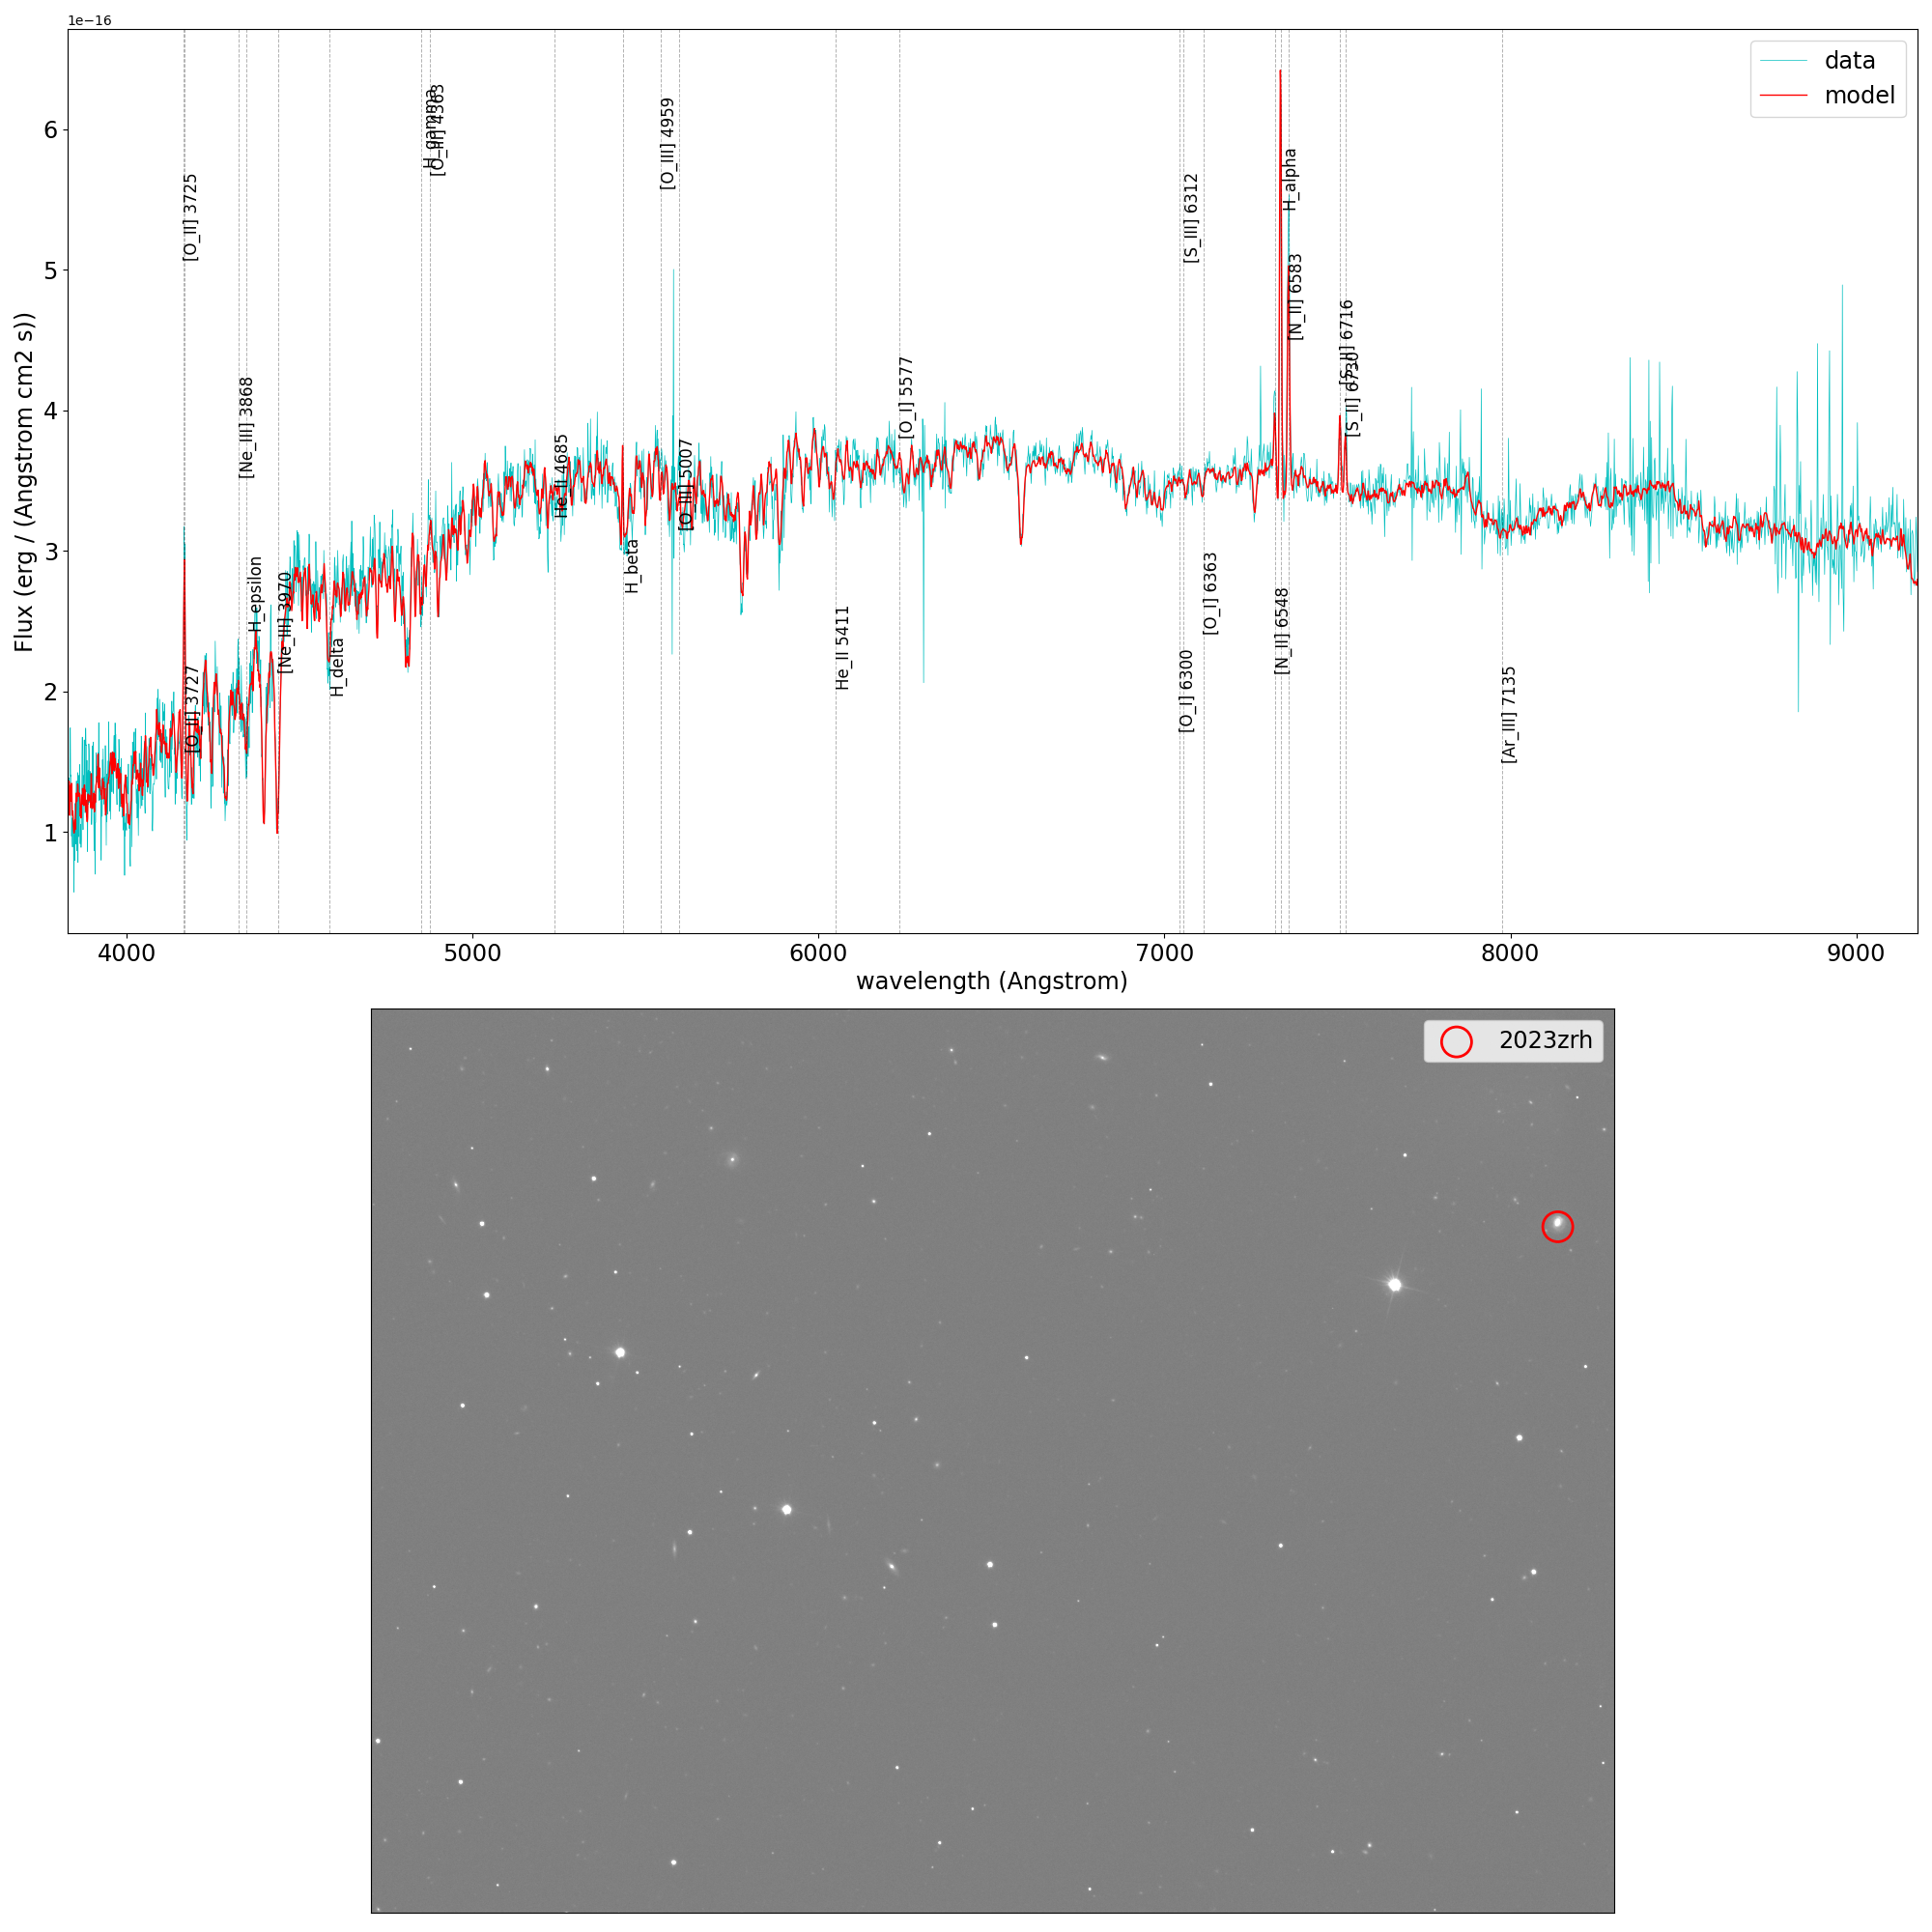 1e−16
data
model
Flux (erg / (Angstrom cm2 s))
6
5
4
3
2
1
[O_II] 3725
[O_II] 3727
[Ne_III] 3868
H_epsilon
[Ne_III] 3970
H_delta
H_gamma
[O_III] 4363
He_II 4685
H_beta
[O_III] 4959
[O_III] 5007
He_II 5411
[O_I] 5577
[O_I] 6300
[S_III] 6312
[O_I] 6363
[N_II] 6548
H_alpha
[N_II] 6583
[S_II] 6716
[S_II] 6730
[Ar_III] 7135
4000 5000 6000 7000 8000 9000
wavelength (Angstrom)
2023zrh